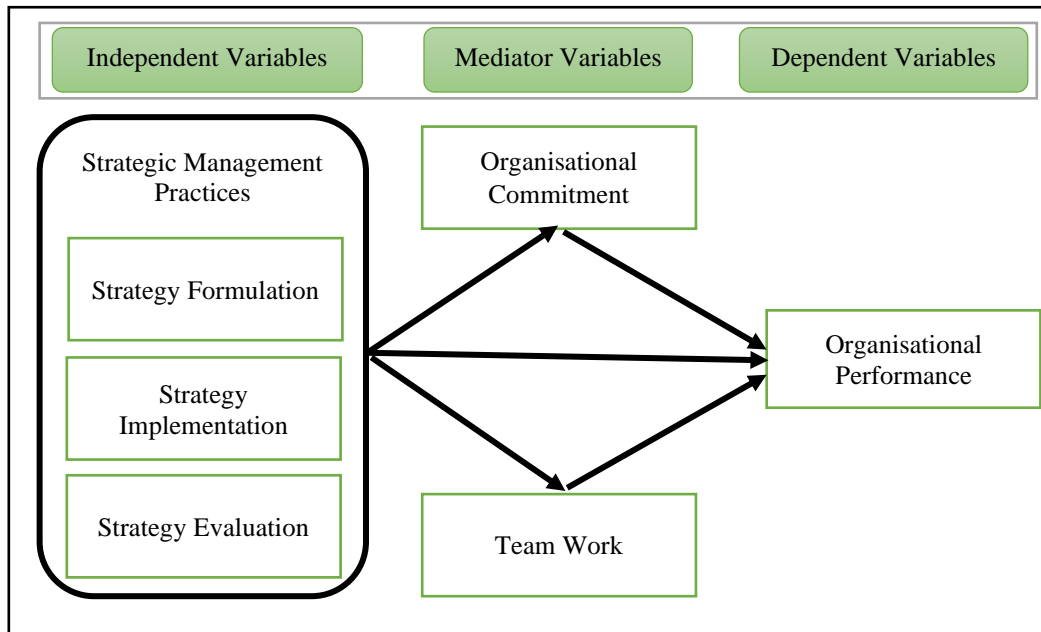 Independent Variables
Mediator Variables
Dependent Variables
Strategic Management
Practices
Strategy Formulation
Strategy
Implementation
Strategy Evaluation
Organisational
Commitment
Team Work
Organisational
Performance